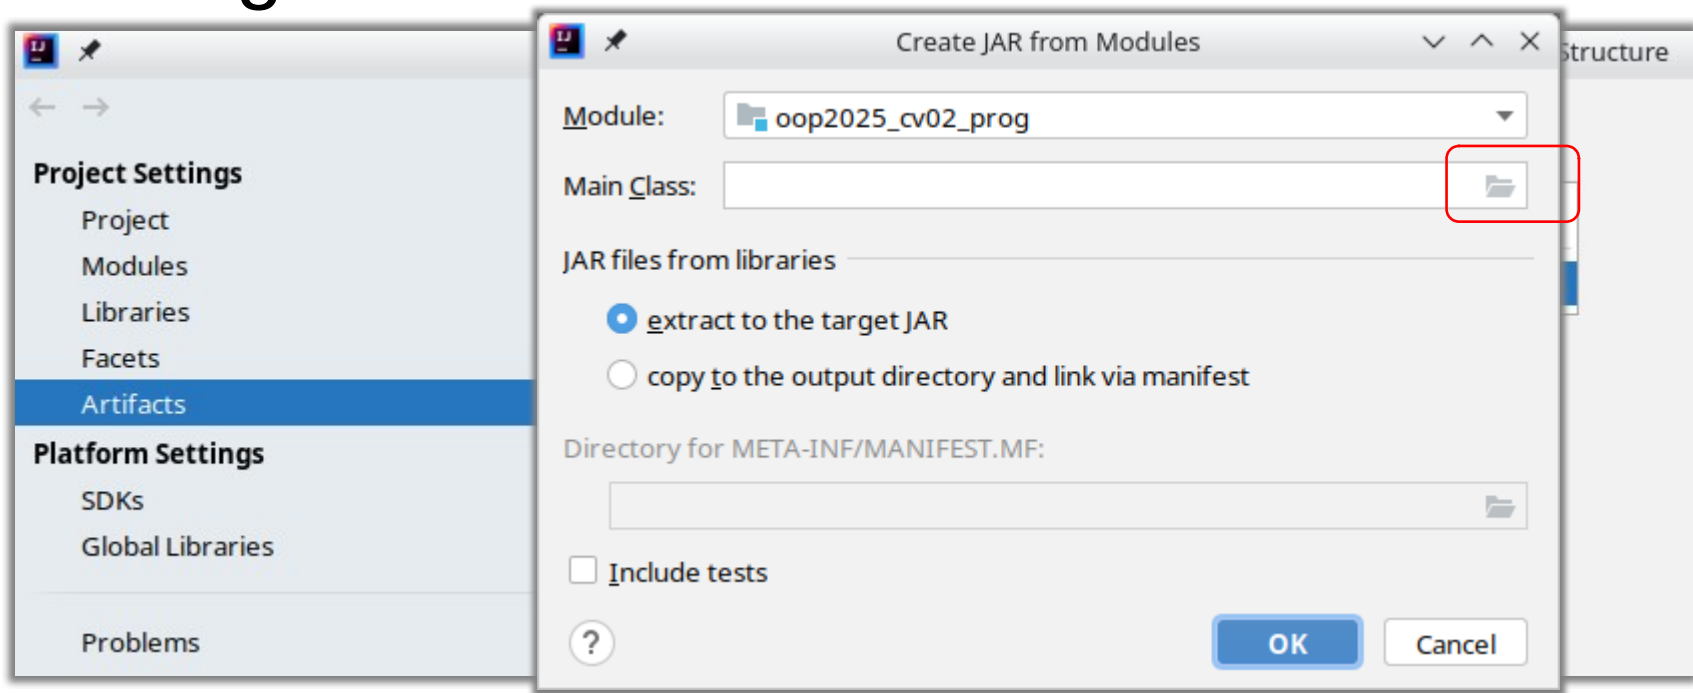 Create JAR from Modules
Structure
Project Settings
Project
Modules
Libraries
Facets
Artifacts
Platform Settings
SDKs
Global Libraries
Problems
Module:
oop2025_cv02_prog
Main Class:
JAR files from libraries
extract to the target JAR
copy to the output directory and link via manifest
Directory for META-INF/MANIFEST.MF:
Include tests
?
OK
Cancel